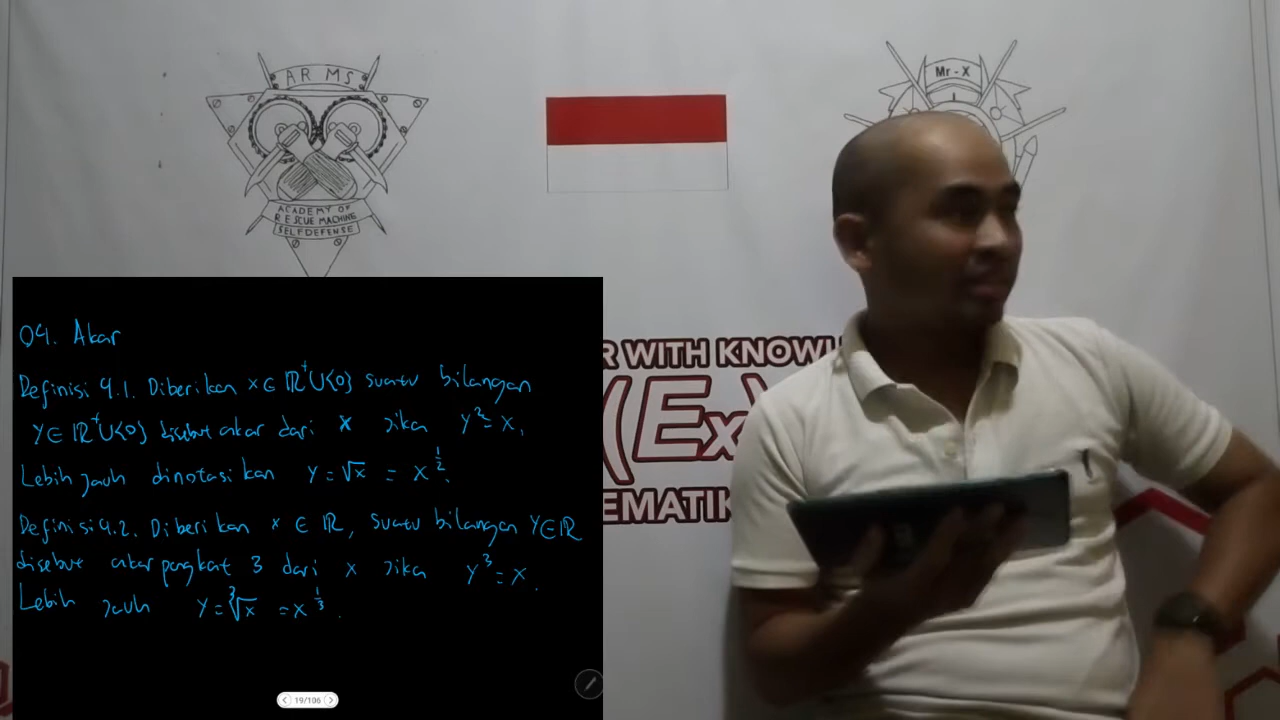 ARMS
ACADEMY OF
RESCUE MACHINE
SELFDEFENSE
Mr-X
R WITH KNOWL
(Ex)
EMATIK
04. Akar
Definisi 4.1. Diberikan x ∈ ℝ⁺∪{0} suatu bilangan
y ∈ ℝ⁺∪{0} disebut akar dari x jika y² = x.
Lebih jauh dinotasikan y = √x = x^{1/2}.
Definisi 4.2. Diberikan x ∈ ℝ, suatu bilangan y ∈ ℝ
disebut akar pangkat 3 dari x jika y³ = x.
Lebih jauh y = ∛x = x^{1/3}.
19/106